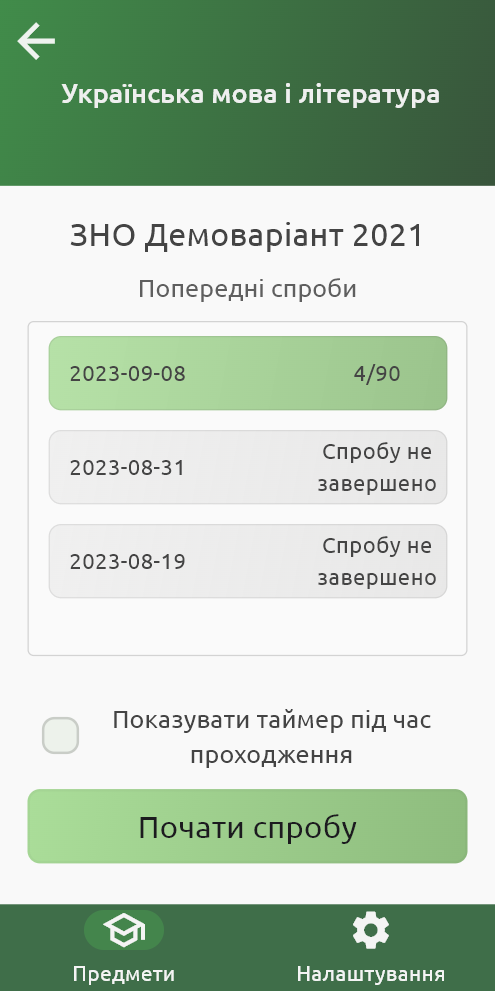 Українська мова і література
ЗНО Демоваріант 2021
Попередні спроби
2023-09-08 4/90
2023-08-31 Спробу не
завершено
2023-08-19 Спробу не
завершено
Показувати таймер під час
проходження
Почати спробу
Предмети Налаштування